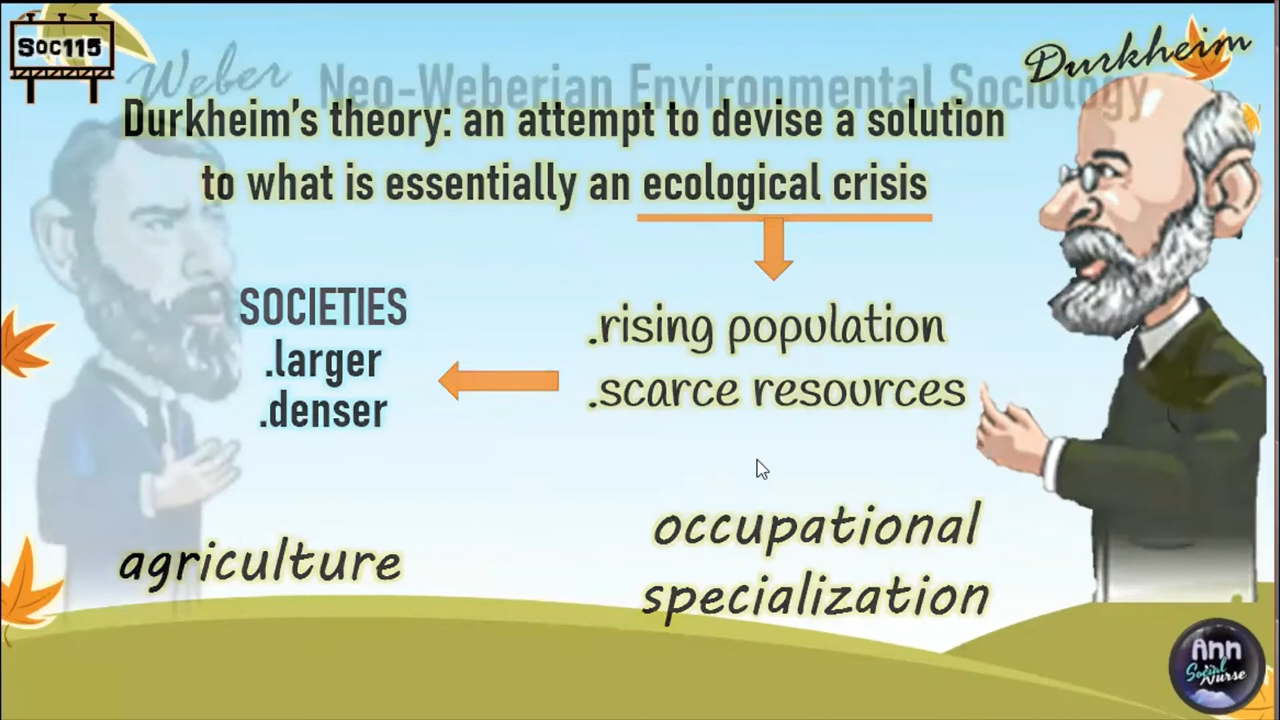 Soc115
Weber
Durkheim
Neo-Weberian Environmental Sociology
Durkheim's theory: an attempt to devise a solution
to what is essentially an ecological crisis
SOCIETIES
.larger
.denser
.rising population
.scarce resources
agriculture
occupational
specialization
Ann
Social
Nurse